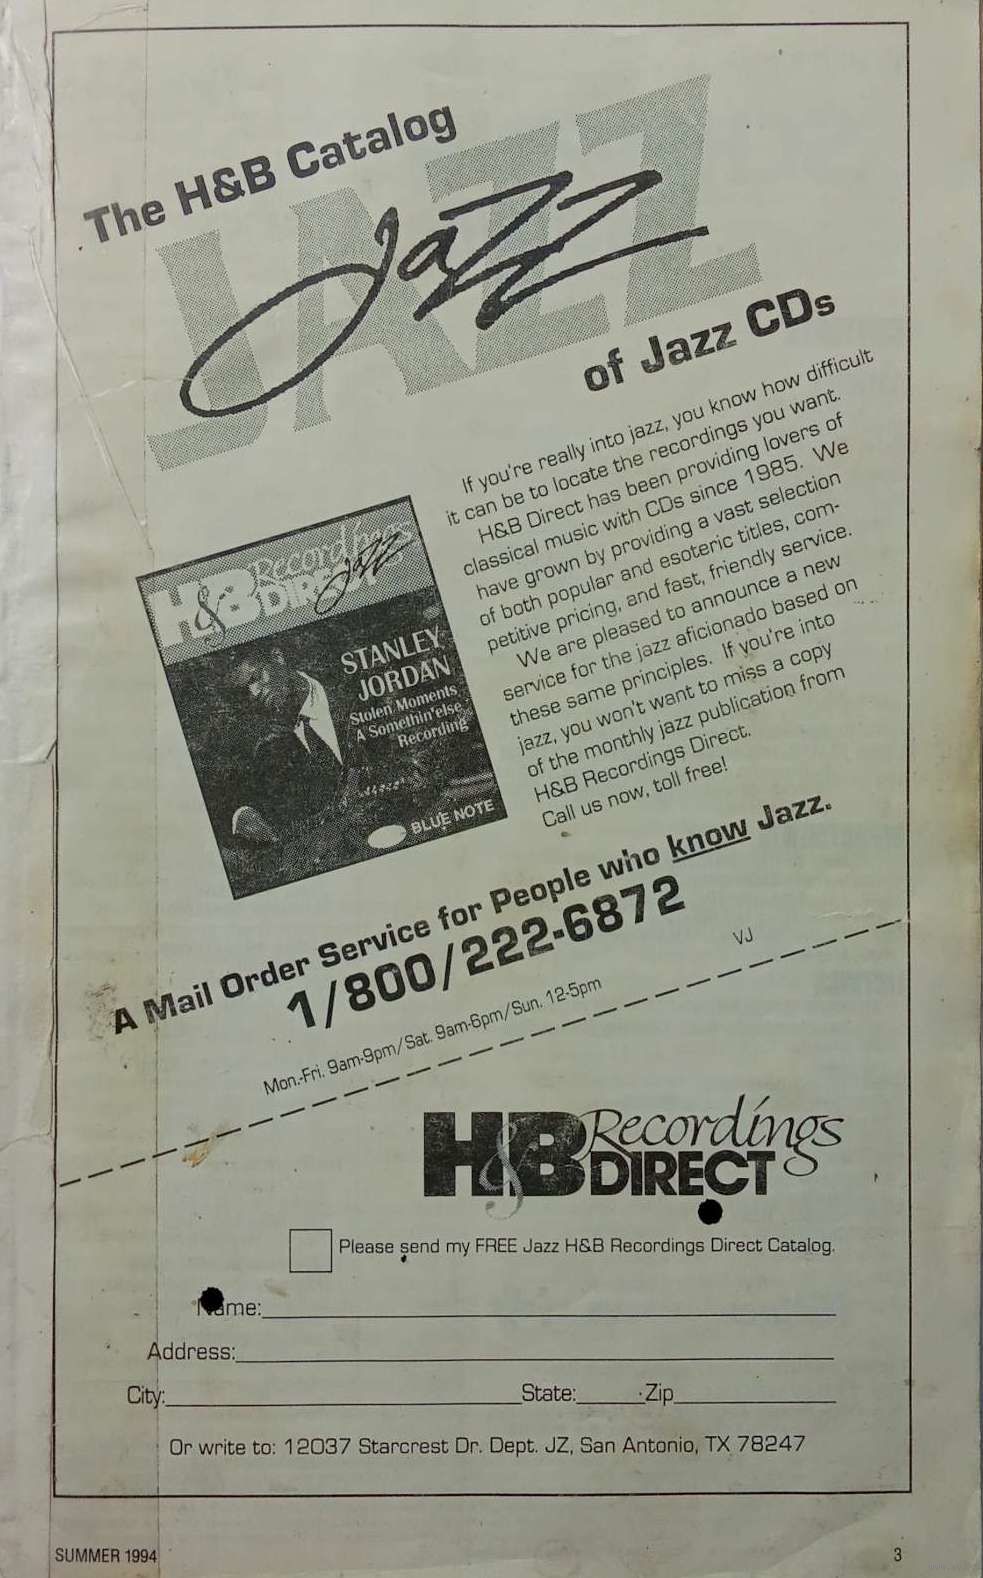 The H&B Catalog
JAZZ
Jazz
of Jazz CDs
If you're really into jazz, you know how difficult
it can be to locate the recordings you want.
H&B Direct has been providing lovers of
classical music with CDs since 1985. We
have grown by providing a vast selection
of both popular and esoteric titles, com-
petitive pricing, and fast, friendly service.
We are pleased to announce a new
service for the jazz aficionado based on
these same principles. If you're into
jazz, you won't want to miss a copy
of the monthly jazz publication from
H&B Recordings Direct.
Call us now, toll free!
H&B Recordings
DIRECT
Jazz
STANLEY
JORDAN
Stolen Moments
A Somethin'else
Recording
BLUE NOTE
A Mail Order Service for People who know Jazz.
1/800/222-6872
VJ
Mon.-Fri. 9am-9pm/Sat. 9am-6pm/Sun. 12-5pm
H&B Recordings
DIRECT
Please send my FREE Jazz H&B Recordings Direct Catalog.
Name:
Address:
City: State: Zip
Or write to: 12037 Starcrest Dr. Dept. JZ, San Antonio, TX 78247
SUMMER 1994 3